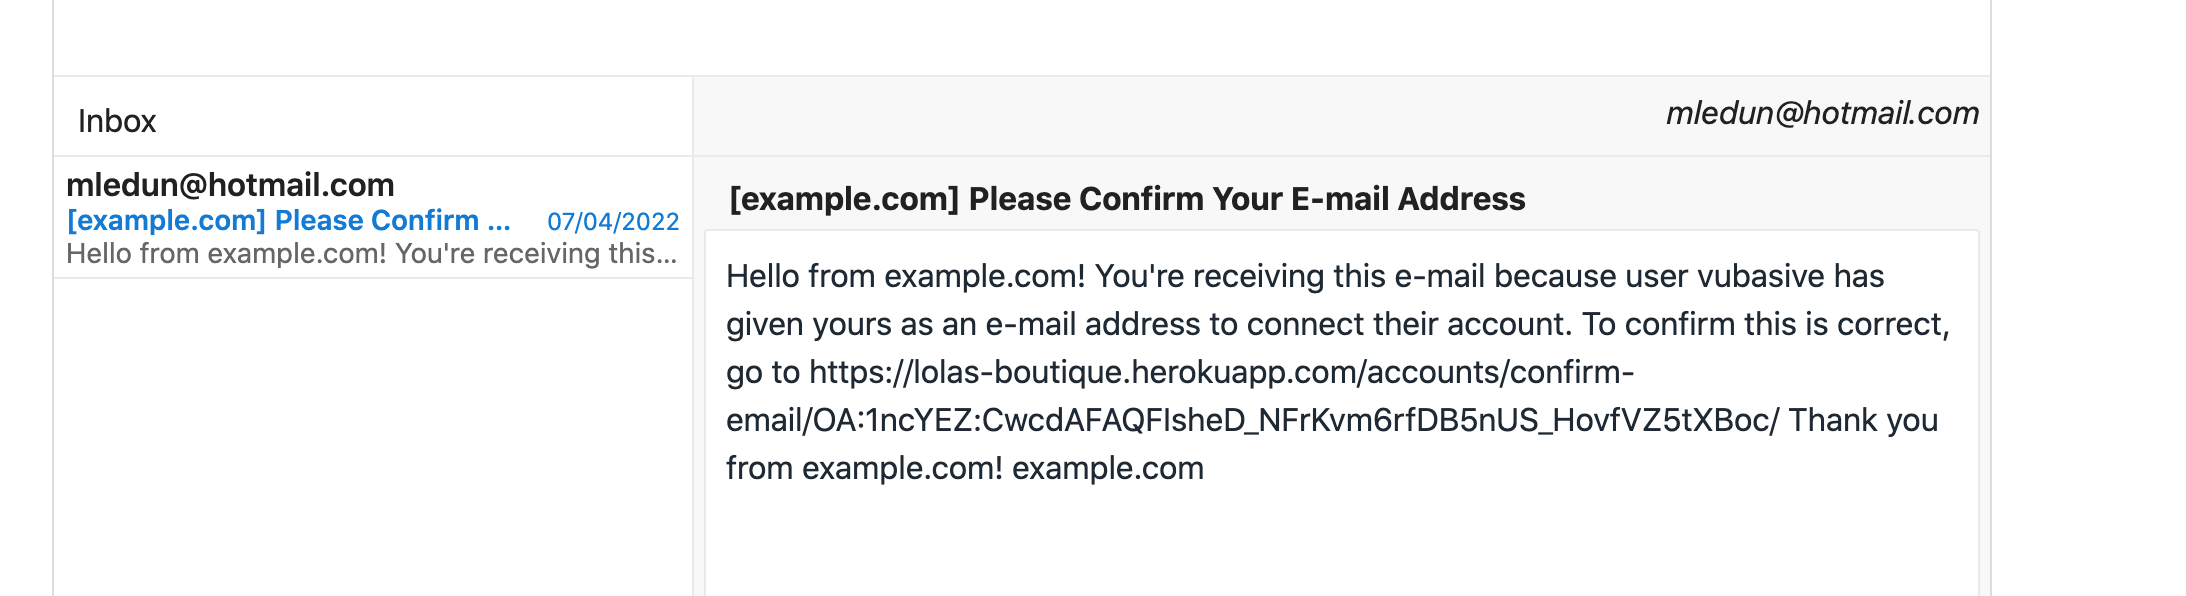 Inbox
mledun@hotmail.com
mledun@hotmail.com
[example.com] Please Confirm ... 07/04/2022
Hello from example.com! You're receiving this...
[example.com] Please Confirm Your E-mail Address
Hello from example.com! You're receiving this e-mail because user vubasive has
given yours as an e-mail address to connect their account. To confirm this is correct,
go to https://lolas-boutique.herokuapp.com/accounts/confirm-
email/OA:1ncYEZ:CwcdAFAQFIsheD_NFrKvm6rfDB5nUS_HovfVZ5tXBoc/ Thank you
from example.com! example.com